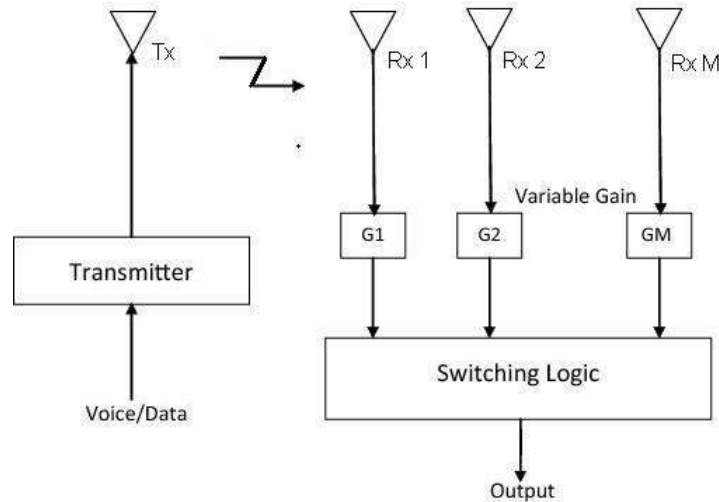 Tx
Rx 1
Rx 2
Rx M
Variable Gain
G1
G2
GM
Transmitter
Switching Logic
Voice/Data
Output